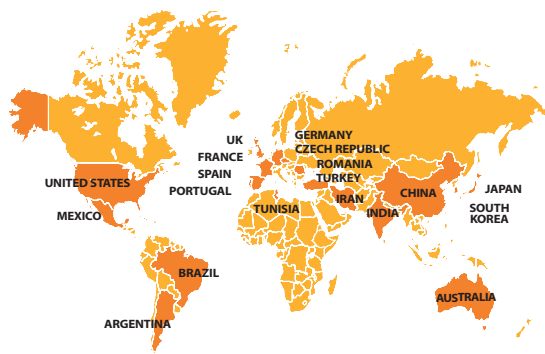 UK
GERMANY
CZECH REPUBLIC
FRANCE
ROMANIA
SPAIN
TURKEY
UNITED STATES
PORTUGAL
IRAN
CHINA
JAPAN
MEXICO
TUNISIA
INDIA
SOUTH
KOREA
BRAZIL
AUSTRALIA
ARGENTINA